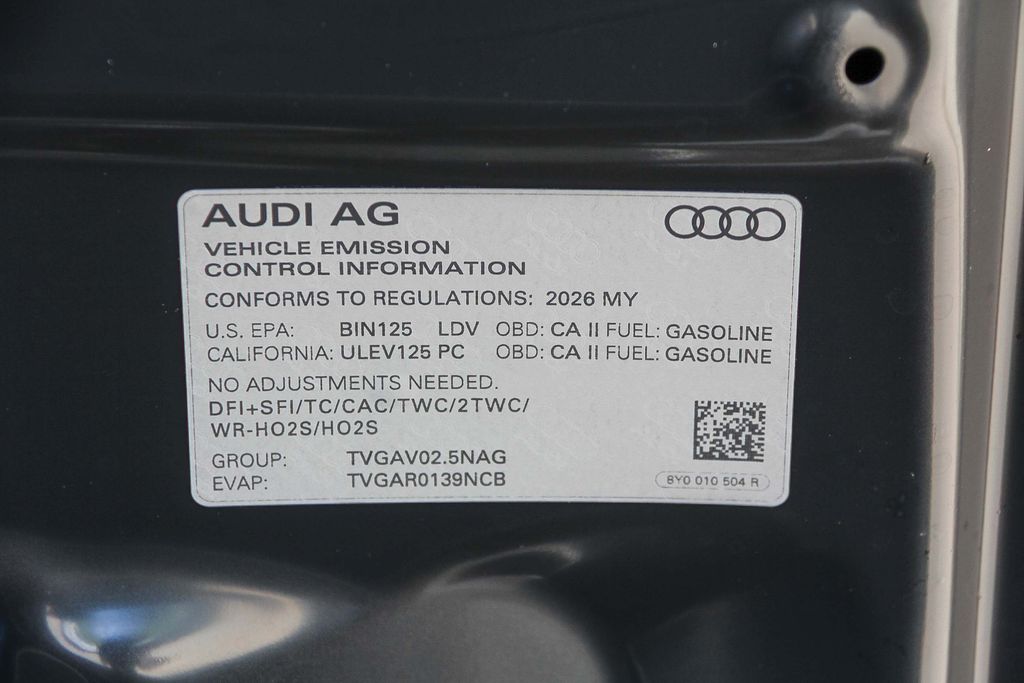 AUDI AG
VEHICLE EMISSION
CONTROL INFORMATION
CONFORMS TO REGULATIONS: 2026 MY
U.S. EPA: BIN125 LDV OBD: CA II FUEL: GASOLINE
CALIFORNIA: ULEV125 PC OBD: CA II FUEL: GASOLINE
NO ADJUSTMENTS NEEDED.
DFI+SFI/TC/CAC/TWC/2TWC/
WR-HO2S/HO2S
GROUP: TVGAV02.5NAG
EVAP: TVGAR0139NCB
8Y0 010 504 R